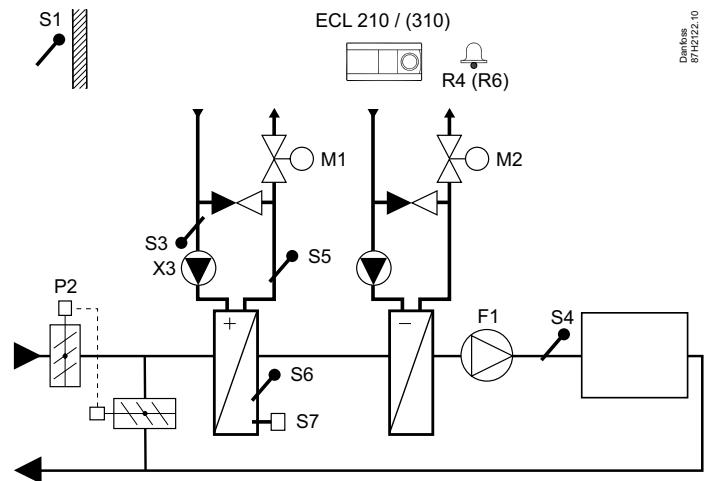 S1
ECL 210 / (310)
R4 (R6)
Danfoss
87H2122.10
M1
M2
S3
X3
S5
P2
+
−
F1
S4
S6
S7